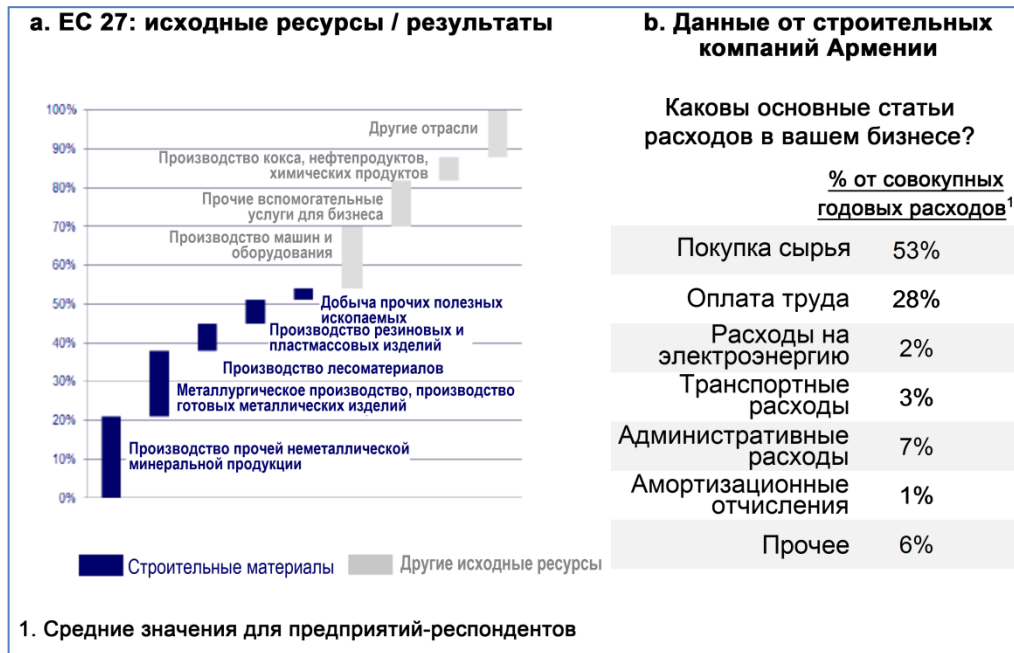 a. ЕС 27: исходные ресурсы / результаты
100%
90%
80%
70%
60%
50%
40%
30%
20%
10%
0%
Другие отрасли
Производство кокса, нефтепродуктов,
химических продуктов
Прочие вспомогательные
услуги для бизнеса
Производство машин и
оборудования
Добыча прочих полезных
ископаемых
Производство резиновых и
пластмассовых изделий
Производство лесоматериалов
Металлургическое производство, производство
готовых металлических изделий
Производство прочей неметаллической
минеральной продукции
Строительные материалы
Другие исходные ресурсы
b. Данные от строительных
компаний Армении
Каковы основные статьи
расходов в вашем бизнесе?
% от совокупных
годовых расходов1
Покупка сырья 53%
Оплата труда 28%
Расходы на
электроэнергию 2%
Транспортные
расходы 3%
Административные
расходы 7%
Амортизационные
отчисления 1%
Прочее 6%
1. Средние значения для предприятий-респондентов